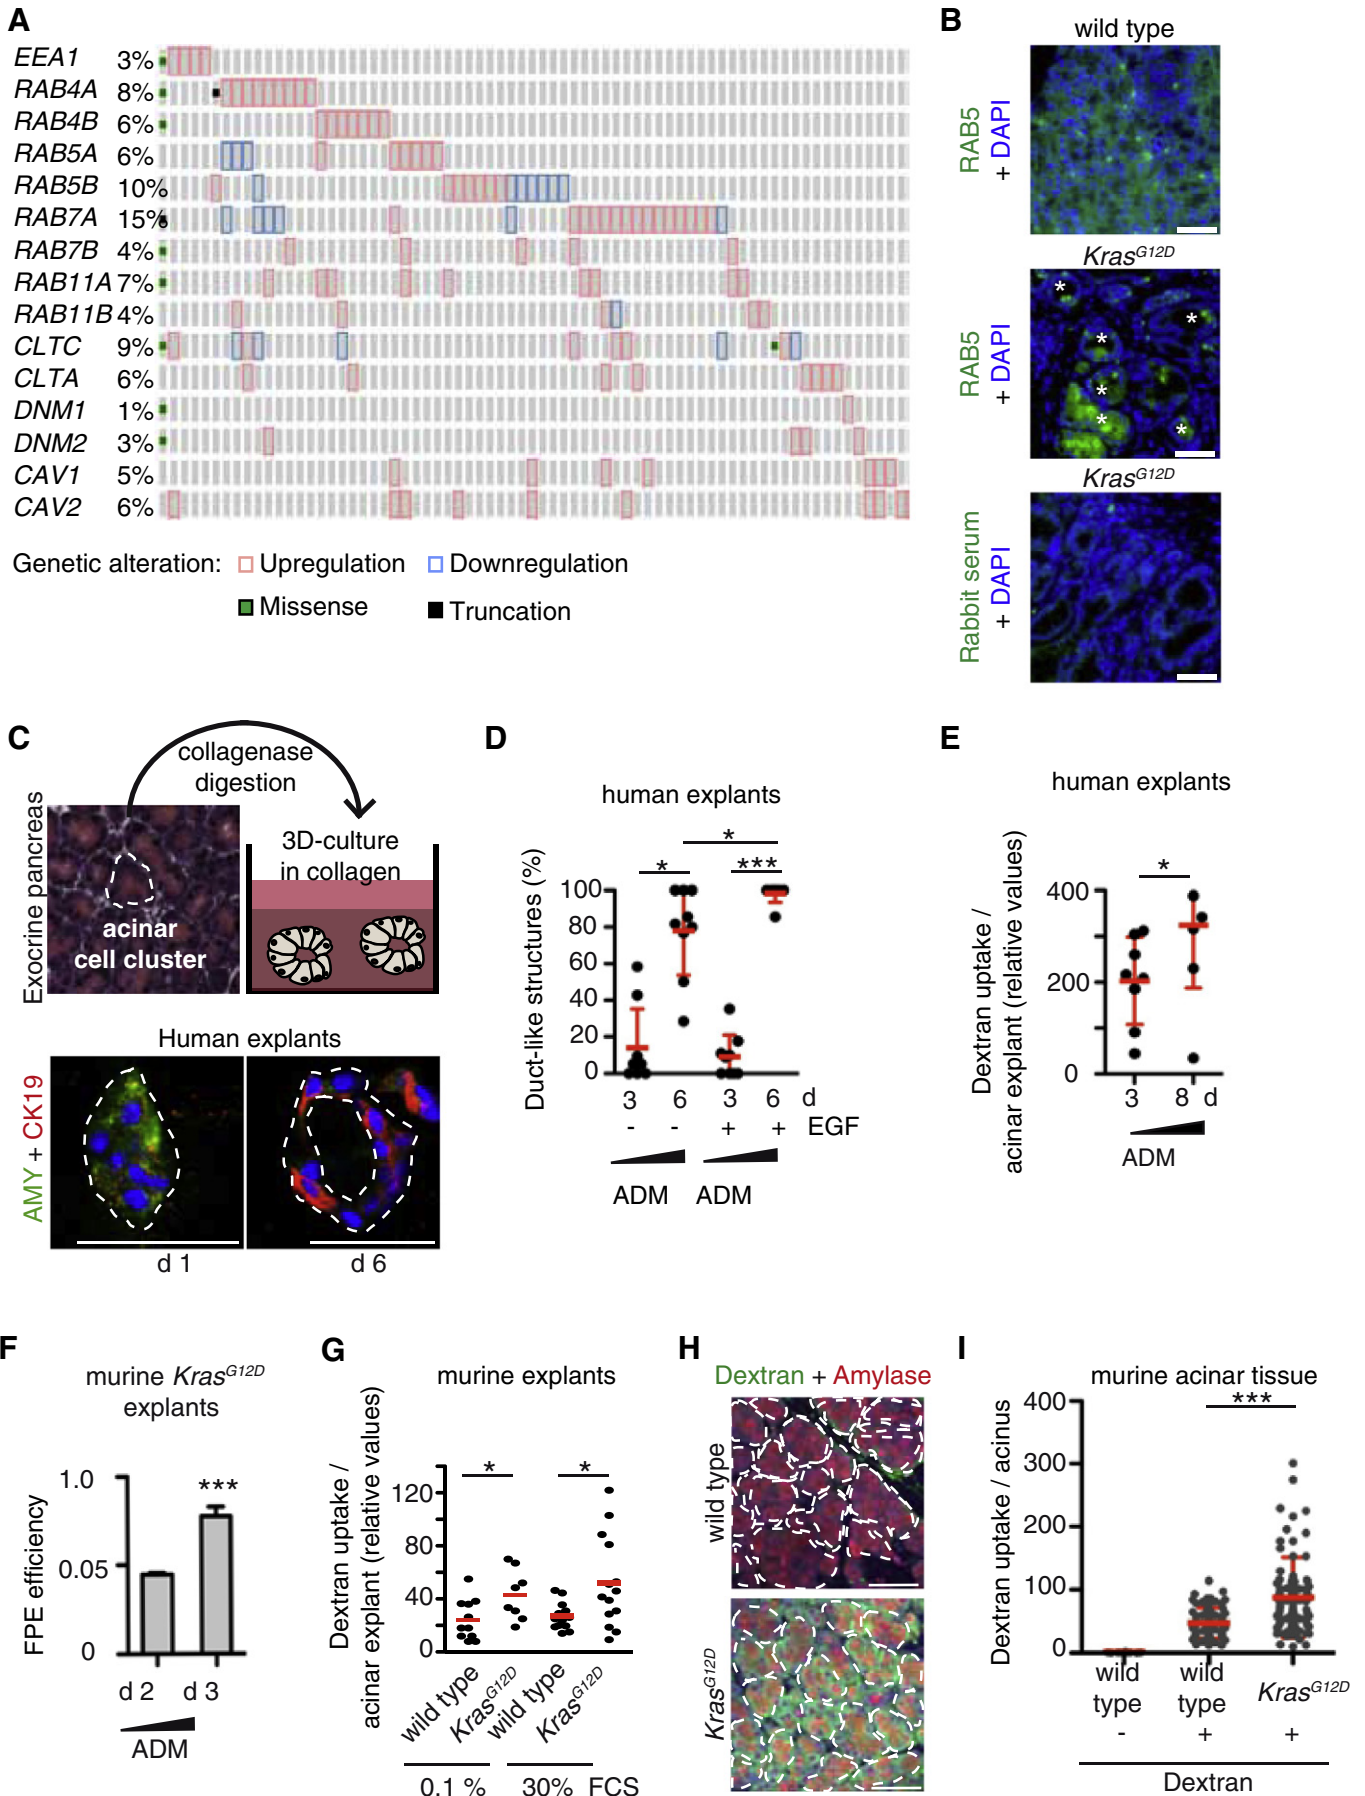 A
EEA1 3%
RAB4A 8%
RAB4B 6%
RAB5A 6%
RAB5B 10%
RAB7A 15%
RAB7B 4%
RAB11A 7%
RAB11B 4%
CLTC 9%
CLTA 6%
DNM1 1%
DNM2 3%
CAV1 5%
CAV2 6%
Genetic alteration: Upregulation Downregulation
Missense Truncation
B
wild type
RAB5
+ DAPI
KrasG12D
RAB5
+ DAPI
* * * * * *
KrasG12D
Rabbit serum
+ DAPI
C
collagenase
digestion
Exocrine pancreas
acinar
cell cluster
3D-culture
in collagen
Human explants
AMY + CK19
d 1 d 6
D
human explants
Duct-like structures (%)
* * ***
100
80
60
40
20
0
3 6 3 6 d
- - + + EGF
ADM ADM
E
human explants
Dextran uptake /
acinar explant (relative values)
*
400
200
0
3 8 d
ADM
F
murine KrasG12D
explants
FPE efficiency
***
1.0
0.05
0
d 2 d 3
ADM
G
murine explants
Dextran uptake /
acinar explant (relative values)
* *
120
80
40
0
wild type KrasG12D wild type KrasG12D
0.1 % 30% FCS
H
Dextran + Amylase
wild type
KrasG12D
I
murine acinar tissue
Dextran uptake / acinus
***
400
300
200
100
0
wild wild KrasG12D
type type
- + +
Dextran